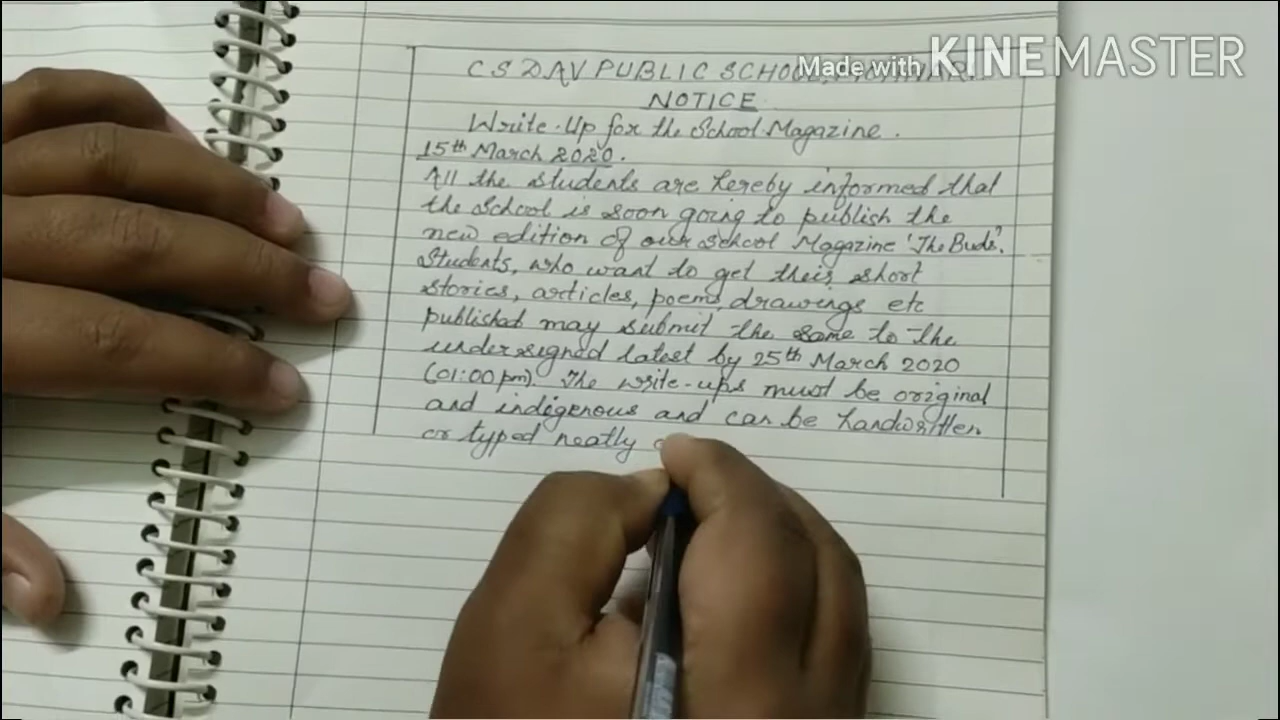 Made with KINEMASTER
C S DAV PUBLIC SCHOOL
NOTICE
Write-Up for the School Magazine.
15th March 2020.
All the students are hereby informed that
the School is soon going to publish the
new edition of our School Magazine 'The Buds'.
Students, who want to get their short
stories, articles, poems, drawings etc
published may submit the same to the
undersigned latest by 25th March 2020
(01:00 pm). The write-ups must be original
and indigenous and can be handwritten
or typed neatly